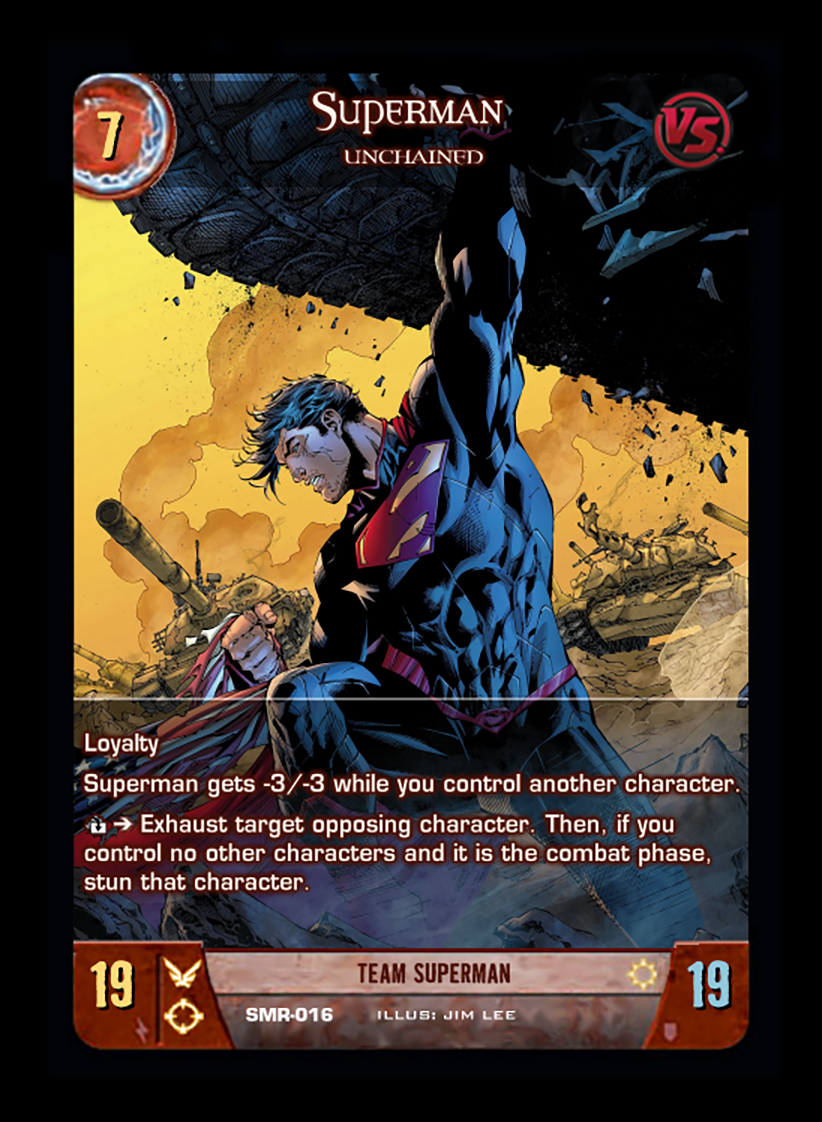 7
Superman
VS.
UNCHAINED
Loyalty
Superman gets -3/-3 while you control another character.
→ Exhaust target opposing character. Then, if you
control no other characters and it is the combat phase,
stun that character.
19
TEAM SUPERMAN
19
SMR-016 ILLUS: JIM LEE